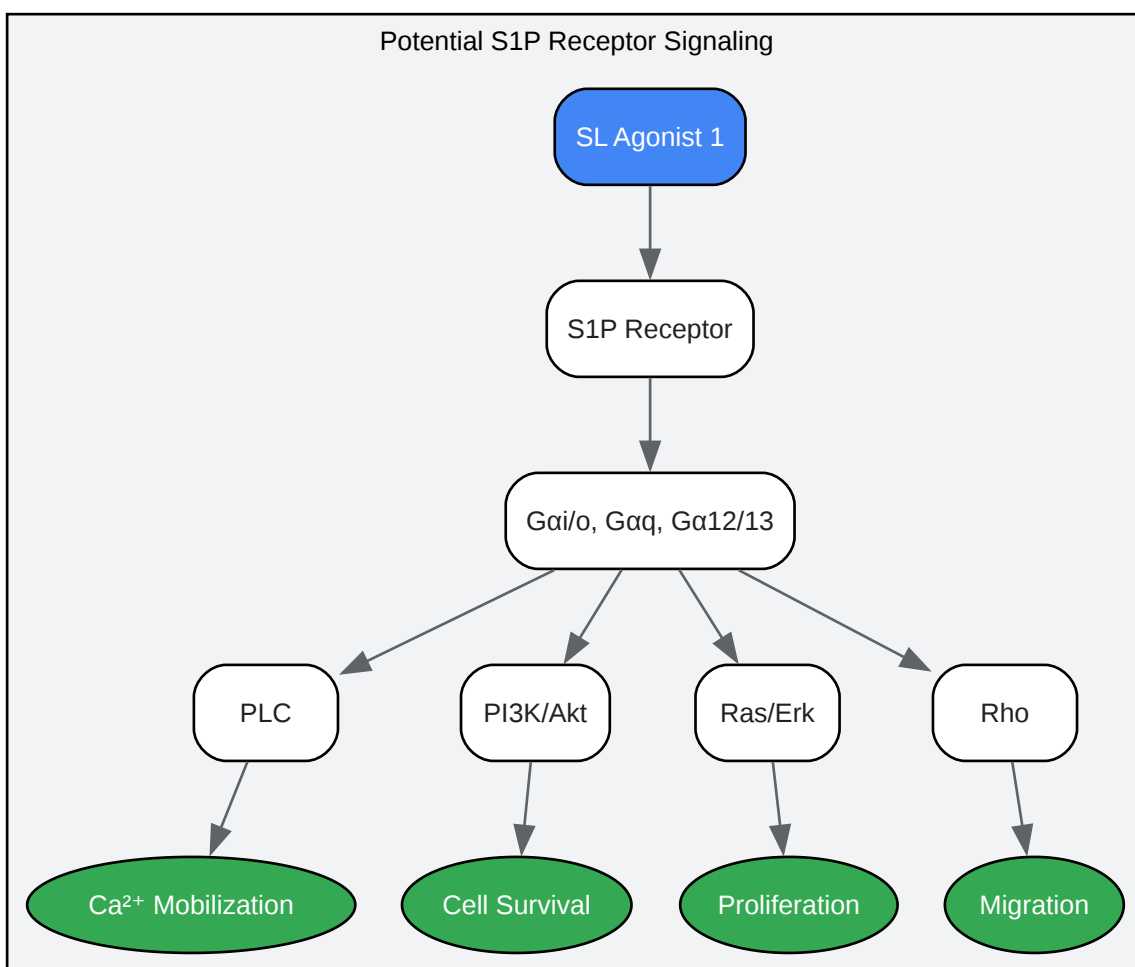 Potential S1P Receptor Signaling
SL Agonist 1
S1P Receptor
Gαi/o, Gαq, Gα12/13
PLC
PI3K/Akt
Ras/Erk
Rho
Ca²⁺ Mobilization
Cell Survival
Proliferation
Migration